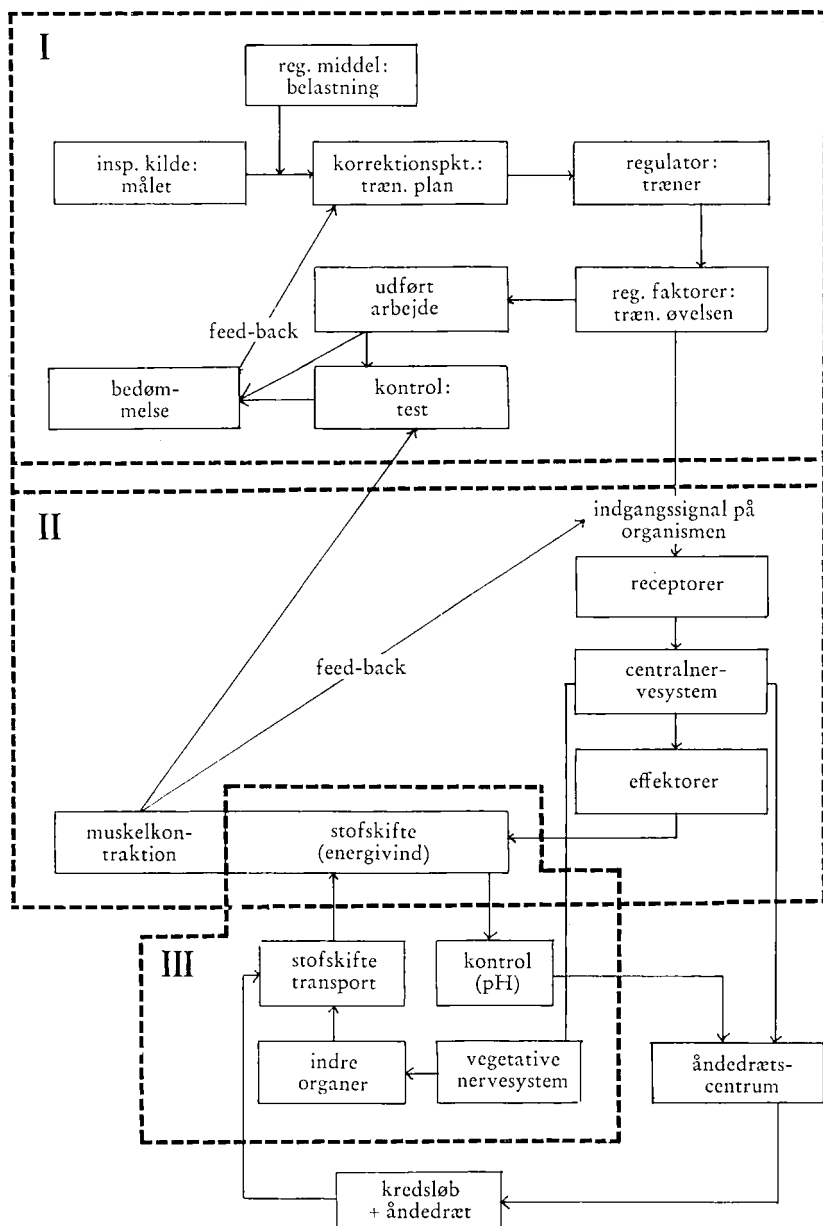 I
reg. middel:
belastning
insp. kilde:
målet
korrektionspkt.:
træn. plan
regulator:
træner
udført
arbejde
reg. faktorer:
træn. øvelsen
feed-back
bedøm-
melse
kontrol:
test
II
indgangssignal på
organismen
receptorer
feed-back
centralner-
vesystem
effektorer
muskelkon-
traktion
stofskifte
(energivind)
III
stofskifte
transport
kontrol
(pH)
indre
organer
vegetative
nervesystem
åndedræts-
centrum
kredsløb
+ åndedræt